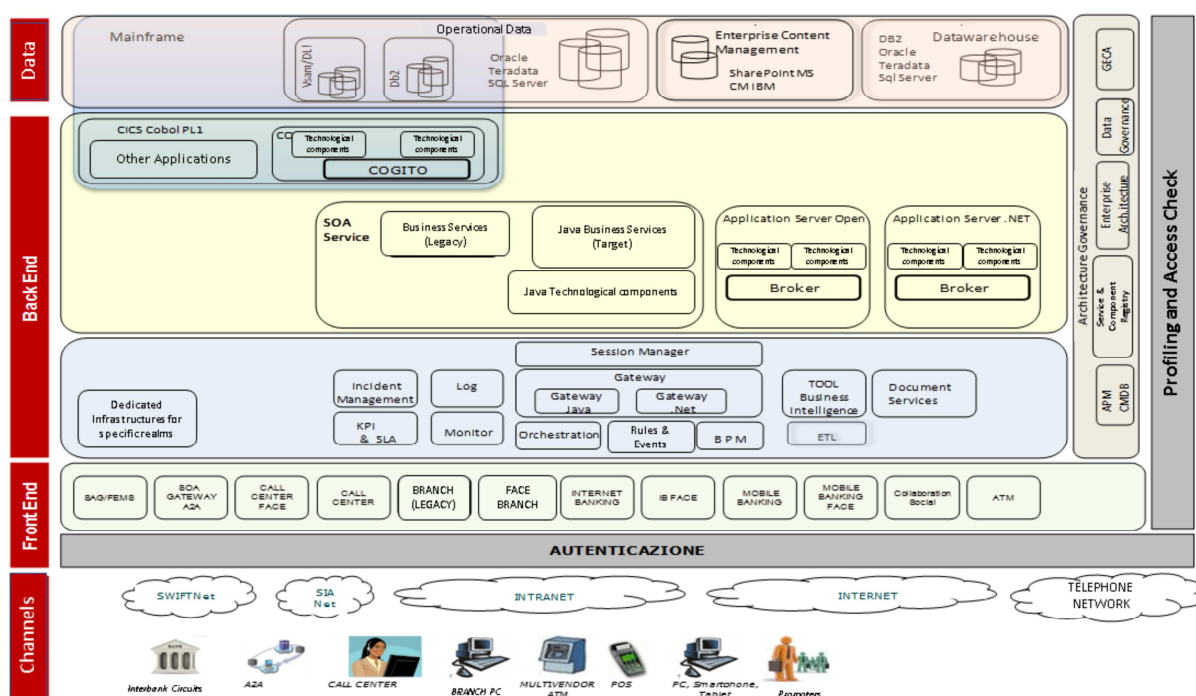 Data
Mainframe
Operational Data
Vsam/DLI
Db2
Oracle
Teradata
SQL Server
Enterprise Content
Management
SharePoint MS
CM IBM
DB2
Oracle
Teradata
Sql Server
Datawarehouse
Back End
CICS Cobol PL1
Other Applications
CO
Technological
components
Technological
components
COGITO
SOA
Service
Business Services
(Legacy)
Java Business Services
(Target)
Java Technological components
Application Server Open
Technological
components
Technological
components
Broker
Application Server .NET
Technological
components
Technological
components
Broker
Dedicated
Infrastructures for
specific realms
Incident
Management
Log
KPI
& SLA
Monitor
Session Manager
Gateway
Gateway
Java
Gateway
.Net
Orchestration
Rules &
Events
B P M
TOOL
Business
Intelligence
ETL
Document
Services
Architecture Governance
GECA
Data
Governance
Enterprise
Architecture
Service &
Component
Registry
APM
CMDB
Profiling and Access Check
Front End
SAG/FEMS
SOA
GATEWAY
A2A
CALL
CENTER
FACE
CALL
CENTER
BRANCH
(LEGACY)
FACE
BRANCH
INTERNET
BANKING
IB FACE
MOBILE
BANKING
MOBILE
BANKING
FACE
Collaboration
Social
ATM
AUTENTICAZIONE
Channels
SWIFTNet
SIA
Net
INTRANET
INTERNET
TELEPHONE
NETWORK
BANK
Interbank Circuits
A2A
CALL CENTER
BRANCH PC
MULTIVENDOR
ATM
POS
PC, Smartphone,
Tablet
Promoters